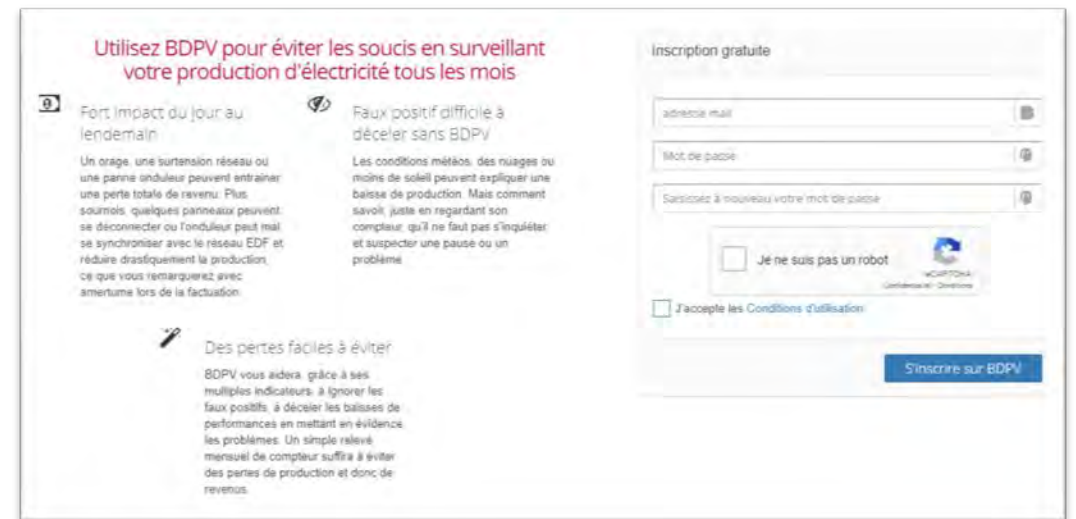 Utilisez BDPV pour éviter les soucis en surveillant
votre production d'électricité tous les mois
Fort impact du jour au
lendemain
Un orage, une surtension réseau ou
une panne onduleur peuvent entrainer
une perte totale de revenu. Plus
sournois, quelques panneaux peuvent
se déconnecter ou l'onduleur peut mal
se synchroniser avec le réseau EDF et
réduire drastiquement la production,
ce que vous remarquerez avec
amertume lors de la factuation.
Faux positif difficile à
déceler sans BDPV
Les conditions météos, des nuages ou
moins de soleil peuvent expliquer une
baisse de production. Mais comment
savoir, juste en regardant son
compteur, qu'il ne faut pas s'inquiéter
et suspecter une pause ou un
problème
Des pertes faciles à éviter
BDPV vous aidera, grâce à ses
multiples indicateurs, à ignorer les
faux positifs, à déceler les baisses de
performances en mettant en évidence
les problèmes. Un simple relevé
mensuel de compteur suffira à éviter
des pertes de production et donc de
revenus.
Inscription gratuite
adresse mail
Mot de passe
Saisissez à nouveau votre mot de passe
Je ne suis pas un robot
reCAPTCHA
Confidentialité - Conditions
J'accepte les Conditions d'utilisation
S'inscrire sur BDPV